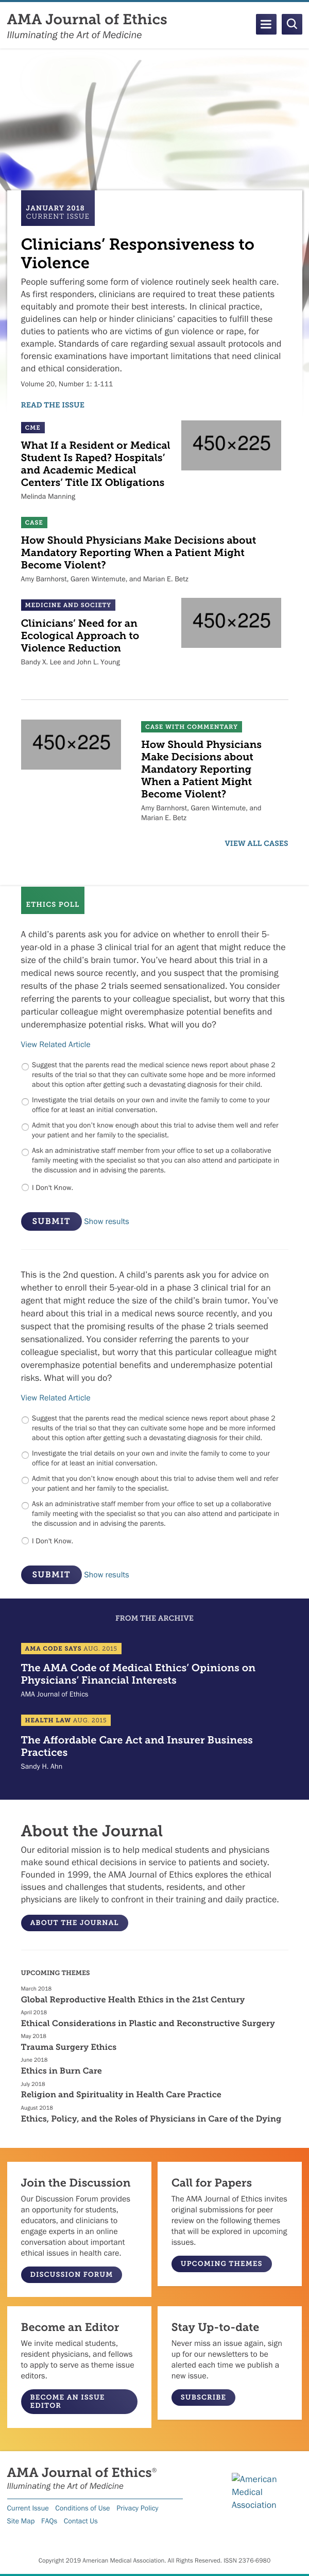 AMA Journal of Ethics
Illuminating the Art of Medicine
JANUARY 2018
CURRENT ISSUE
Clinicians’ Responsiveness to
Violence
People suffering some form of violence routinely seek health care.
As first responders, clinicians are required to treat these patients
equitably and promote their best interests. In clinical practice,
guidelines can help or hinder clinicians’ capacities to fulfill these
duties to patients who are victims of gun violence or rape, for
example. Standards of care regarding sexual assault protocols and
forensic examinations have important limitations that need clinical
and ethical consideration.
Volume 20, Number 1: 1-111
READ THE ISSUE
CME
What If a Resident or Medical
Student Is Raped? Hospitals’
and Academic Medical
Centers’ Title IX Obligations
Melinda Manning
450×225
CASE
How Should Physicians Make Decisions about
Mandatory Reporting When a Patient Might
Become Violent?
Amy Barnhorst, Garen Wintemute, and Marian E. Betz
MEDICINE AND SOCIETY
Clinicians’ Need for an
Ecological Approach to
Violence Reduction
Bandy X. Lee and John L. Young
450×225
450×225
CASE WITH COMMENTARY
How Should Physicians
Make Decisions about
Mandatory Reporting
When a Patient Might
Become Violent?
Amy Barnhorst, Garen Wintemute, and
Marian E. Betz
VIEW ALL CASES
ETHICS POLL
A child’s parents ask you for advice on whether to enroll their 5-
year-old in a phase 3 clinical trial for an agent that might reduce the
size of the child’s brain tumor. You’ve heard about this trial in a
medical news source recently, and you suspect that the promising
results of the phase 2 trials seemed sensationalized. You consider
referring the parents to your colleague specialist, but worry that this
particular colleague might overemphasize potential benefits and
underemphasize potential risks. What will you do?
View Related Article
Suggest that the parents read the medical science news report about phase 2
results of the trial so that they can cultivate some hope and be more informed
about this option after getting such a devastating diagnosis for their child.
Investigate the trial details on your own and invite the family to come to your
office for at least an initial conversation.
Admit that you don’t know enough about this trial to advise them well and refer
your patient and her family to the specialist.
Ask an administrative staff member from your office to set up a collaborative
family meeting with the specialist so that you can also attend and participate in
the discussion and in advising the parents.
I Don't Know.
SUBMIT Show results
This is the 2nd question. A child’s parents ask you for advice on
whether to enroll their 5-year-old in a phase 3 clinical trial for an
agent that might reduce the size of the child’s brain tumor. You’ve
heard about this trial in a medical news source recently, and you
suspect that the promising results of the phase 2 trials seemed
sensationalized. You consider referring the parents to your
colleague specialist, but worry that this particular colleague might
overemphasize potential benefits and underemphasize potential
risks. What will you do?
View Related Article
Suggest that the parents read the medical science news report about phase 2
results of the trial so that they can cultivate some hope and be more informed
about this option after getting such a devastating diagnosis for their child.
Investigate the trial details on your own and invite the family to come to your
office for at least an initial conversation.
Admit that you don’t know enough about this trial to advise them well and refer
your patient and her family to the specialist.
Ask an administrative staff member from your office to set up a collaborative
family meeting with the specialist so that you can also attend and participate in
the discussion and in advising the parents.
I Don't Know.
SUBMIT Show results
FROM THE ARCHIVE
AMA CODE SAYS AUG. 2015
The AMA Code of Medical Ethics’ Opinions on
Physicians’ Financial Interests
AMA Journal of Ethics
HEALTH LAW AUG. 2015
The Affordable Care Act and Insurer Business
Practices
Sandy H. Ahn
About the Journal
Our editorial mission is to help medical students and physicians
make sound ethical decisions in service to patients and society.
Founded in 1999, the AMA Journal of Ethics explores the ethical
issues and challenges that students, residents, and other
physicians are likely to confront in their training and daily practice.
ABOUT THE JOURNAL
UPCOMING THEMES
March 2018
Global Reproductive Health Ethics in the 21st Century
April 2018
Ethical Considerations in Plastic and Reconstructive Surgery
May 2018
Trauma Surgery Ethics
June 2018
Ethics in Burn Care
July 2018
Religion and Spirituality in Health Care Practice
August 2018
Ethics, Policy, and the Roles of Physicians in Care of the Dying
Join the Discussion
Our Discussion Forum provides
an opportunity for students,
educators, and clinicians to
engage experts in an online
conversation about important
ethical issues in health care.
DISCUSSION FORUM
Call for Papers
The AMA Journal of Ethics invites
original submissions for peer
review on the following themes
that will be explored in upcoming
issues.
UPCOMING THEMES
Become an Editor
We invite medical students,
resident physicians, and fellows
to apply to serve as theme issue
editors.
BECOME AN ISSUE
EDITOR
Stay Up-to-date
Never miss an issue again, sign
up for our newsletters to be
alerted each time we publish a
new issue.
SUBSCRIBE
AMA Journal of Ethics®
Illuminating the Art of Medicine
American
Medical
Association
Current Issue Conditions of Use Privacy Policy
Site Map FAQs Contact Us
Copyright 2019 American Medical Association. All Rights Reserved. ISSN 2376-6980